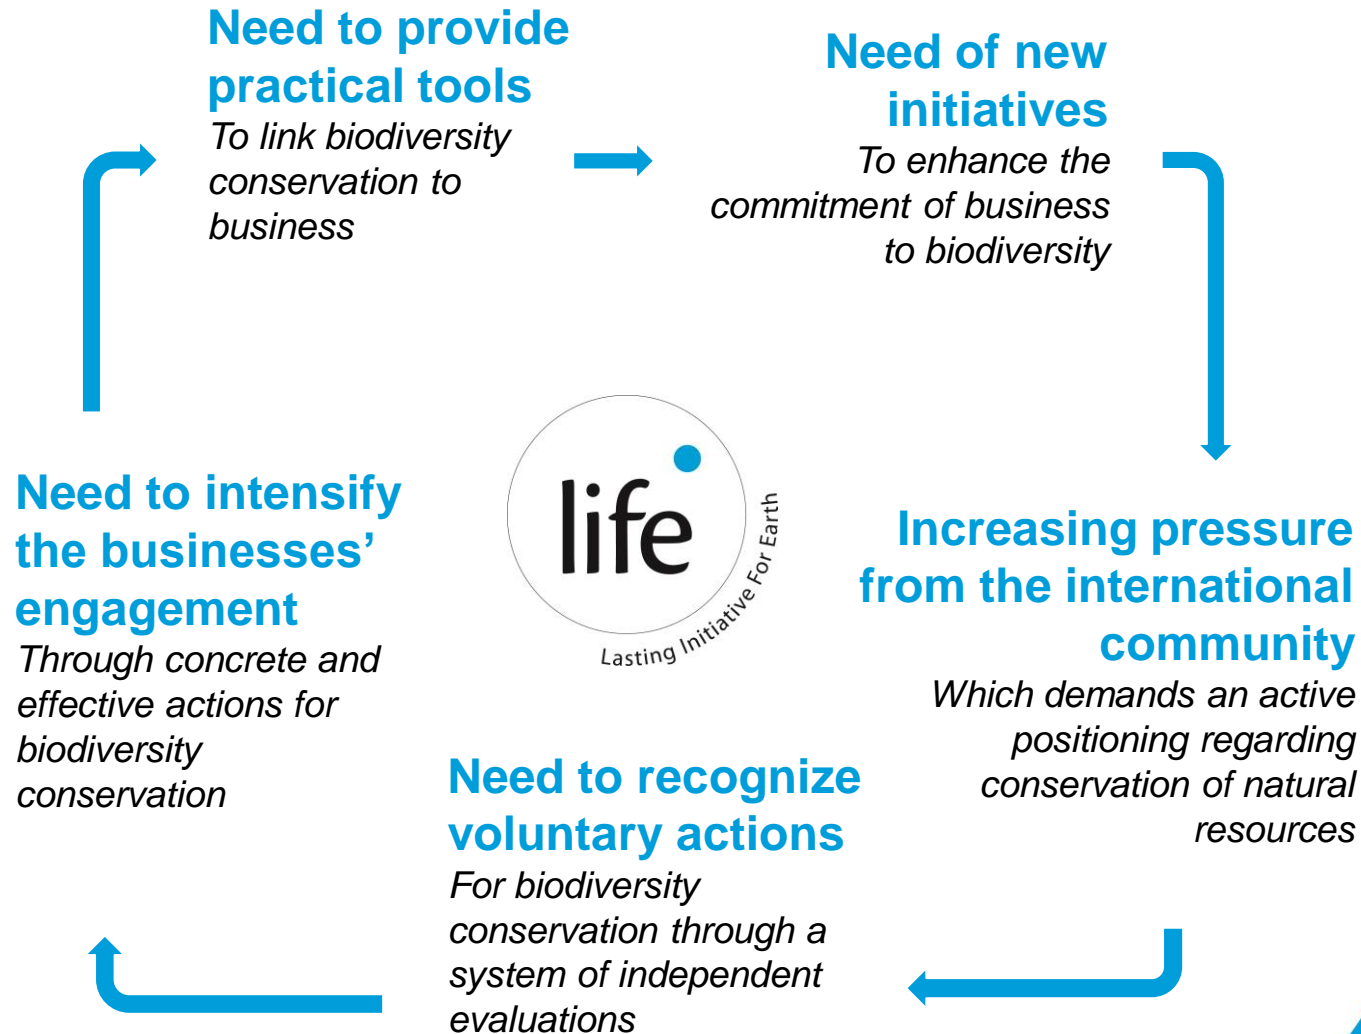 Need to provide
practical tools
To link biodiversity
conservation to
business
Need of new
initiatives
To enhance the
commitment of business
to biodiversity
Increasing pressure
from the international
community
Which demands an active
positioning regarding
conservation of natural
resources
Need to recognize
voluntary actions
For biodiversity
conservation through a
system of independent
evaluations
Need to intensify
the businesses’
engagement
Through concrete and
effective actions for
biodiversity
conservation
life
Lasting Initiative For Earth